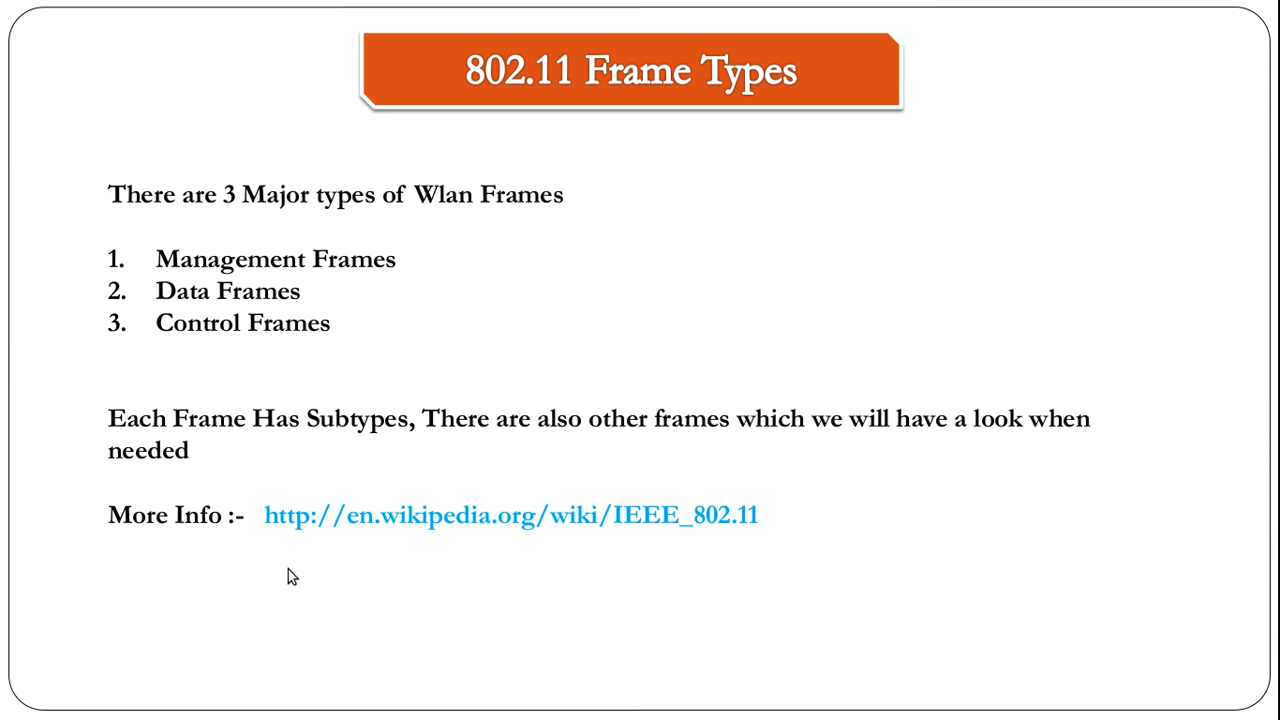 802.11 Frame Types
There are 3 Major types of Wlan Frames
1. Management Frames
2. Data Frames
3. Control Frames
Each Frame Has Subtypes, There are also other frames which we will have a look when
needed
More Info :- http://en.wikipedia.org/wiki/IEEE_802.11